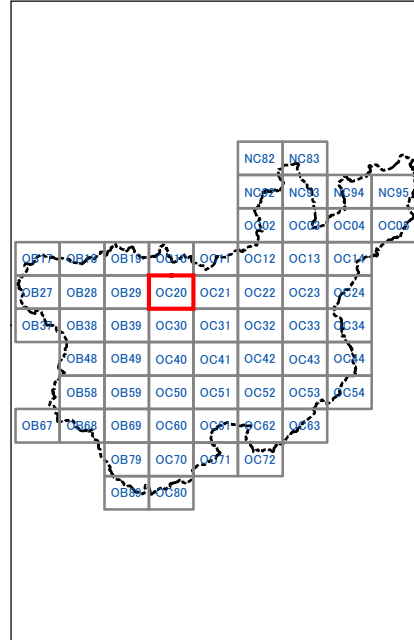 NC82 NC83
NC92 NC93 NC94 NC95
OC02 OC03 OC04 OC05
OB17 OB18 OB19 OC10 OC11 OC12 OC13 OC14
OB27 OB28 OB29 OC20 OC21 OC22 OC23 OC24
OB37 OB38 OB39 OC30 OC31 OC32 OC33 OC34
OB48 OB49 OC40 OC41 OC42 OC43 OC44
OB58 OB59 OC50 OC51 OC52 OC53 OC54
OB67 OB68 OB69 OC60 OC61 OC62 OC63
OB79 OC70 OC71 OC72
OB89 OC80